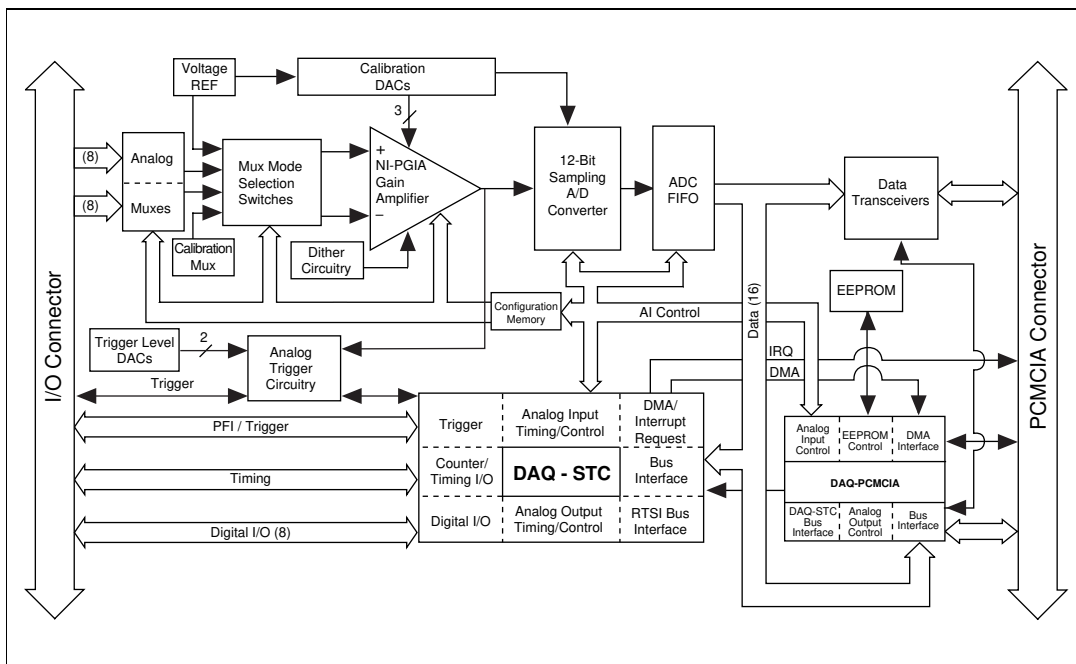 Voltage
REF
Calibration
DACs
3
(8)
(8)
Analog
Muxes
Mux Mode
Selection
Switches
+
NI-PGIA
Gain
Amplifier
–
12-Bit
Sampling
A/D
Converter
ADC
FIFO
Data
Transceivers
Calibration
Mux
Dither
Circuitry
I/O Connector
PCMCIA Connector
Configuration
Memory
AI Control
Data (16)
EEPROM
Trigger Level
DACs
2
Analog
Trigger
Circuitry
IRQ
DMA
Trigger
PFI / Trigger
Timing
Digital I/O (8)
Trigger
Analog Input
Timing/Control
DMA/
Interrupt
Request
Counter/
Timing I/O
DAQ - STC
Bus
Interface
Digital I/O
Analog Output
Timing/Control
RTSI Bus
Interface
Analog
Input
Control
EEPROM
Control
DMA
Interface
DAQ-PCMCIA
DAQ-STC
Bus
Interface
Analog
Output
Control
Bus
Interface